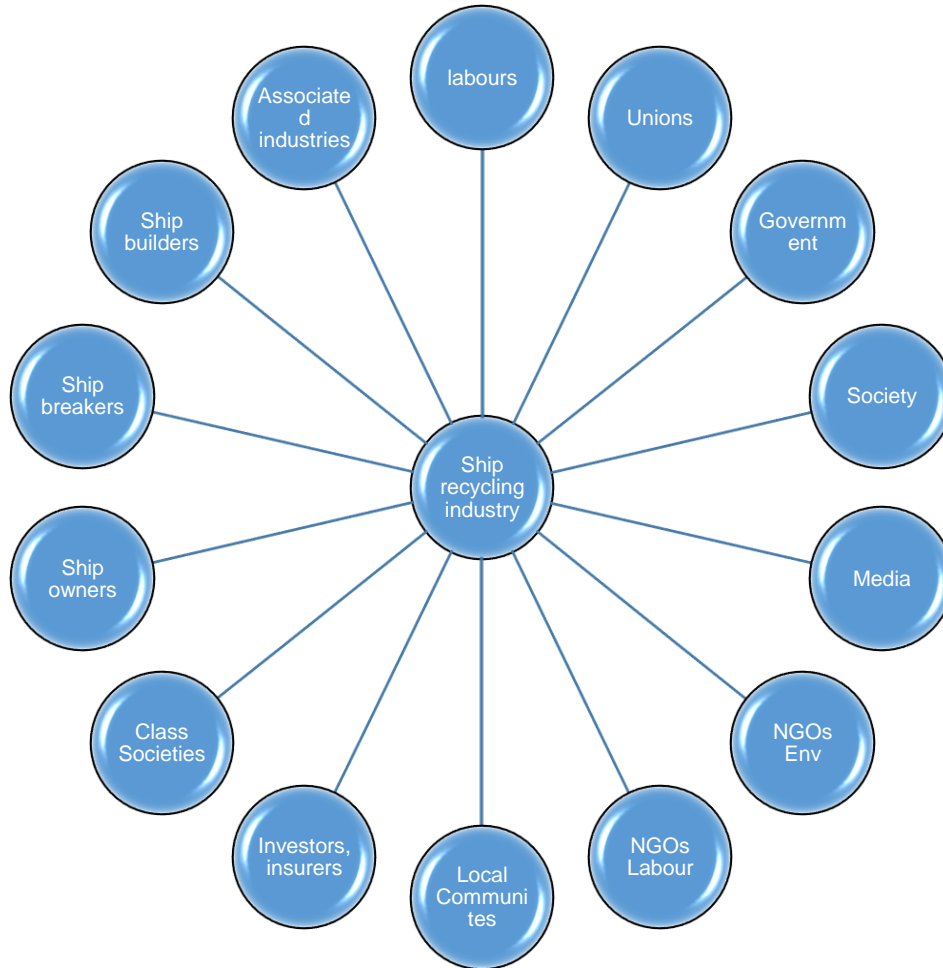 labours
Associate
d
industries
Unions
Ship
builders
Governm
ent
Ship
breakers
Society
Ship
recycling
industry
Ship
owners
Media
Class
Societies
NGOs
Env
Investors,
insurers
NGOs
Labour
Local
Communi
tes